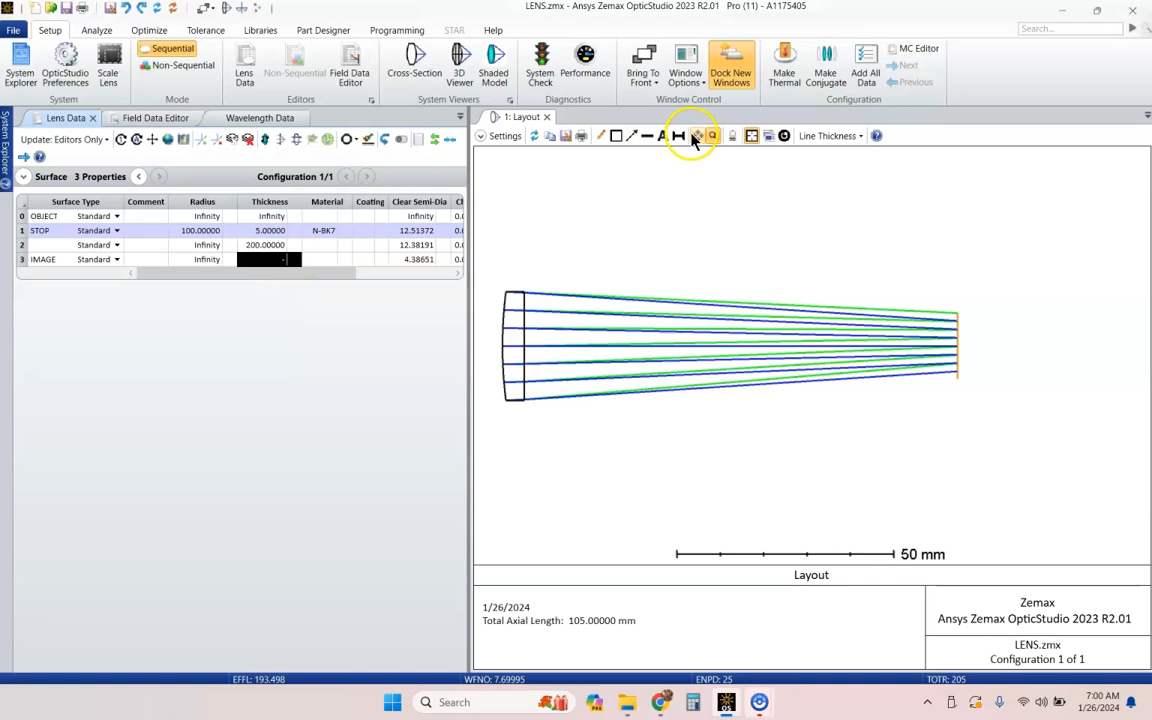 LENS.zmx - Ansys Zemax OpticStudio 2023 R2.01   Pro (11) - A1175405
File Setup Analyze Optimize Tolerance Libraries Part Designer Programming STAR Help Search...
System Explorer
OpticStudio Preferences
Scale Lens
System
Sequential
Non-Sequential
Mode
Lens Data
Non-Sequential Editor
Field Data Editor
Editors
Cross-Section
3D Viewer
Shaded Model
System Viewers
System Check
Performance
Diagnostics
Bring To Front
Window Options
Dock New Windows
Window Control
Make Thermal
Make Conjugate
Add All Data
MC Editor
Next
Previous
Configuration
System Explorer
Lens Data Field Data Editor Wavelength Data
Update: Editors Only
Surface 3 Properties Configuration 1/1
Surface Type Comment Radius Thickness Material Coating Clear Semi-Dia
0 OBJECT Standard Infinity Infinity Infinity 0.
1 STOP Standard 100.00000 5.00000 N-BK7 12.51372 0.
2 Standard Infinity 200.00000 12.38191 0.
3 IMAGE Standard Infinity - 4.38651 0.
1: Layout
Settings A Line Thickness
50 mm
Layout
1/26/2024
Total Axial Length: 105.00000 mm
Zemax
Ansys Zemax OpticStudio 2023 R2.01
LENS.zmx
Configuration 1 of 1
EFFL: 193.498 WFNO: 7.69995 ENPD: 25 TOTR: 205
Search
OS
7:00 AM
1/26/2024